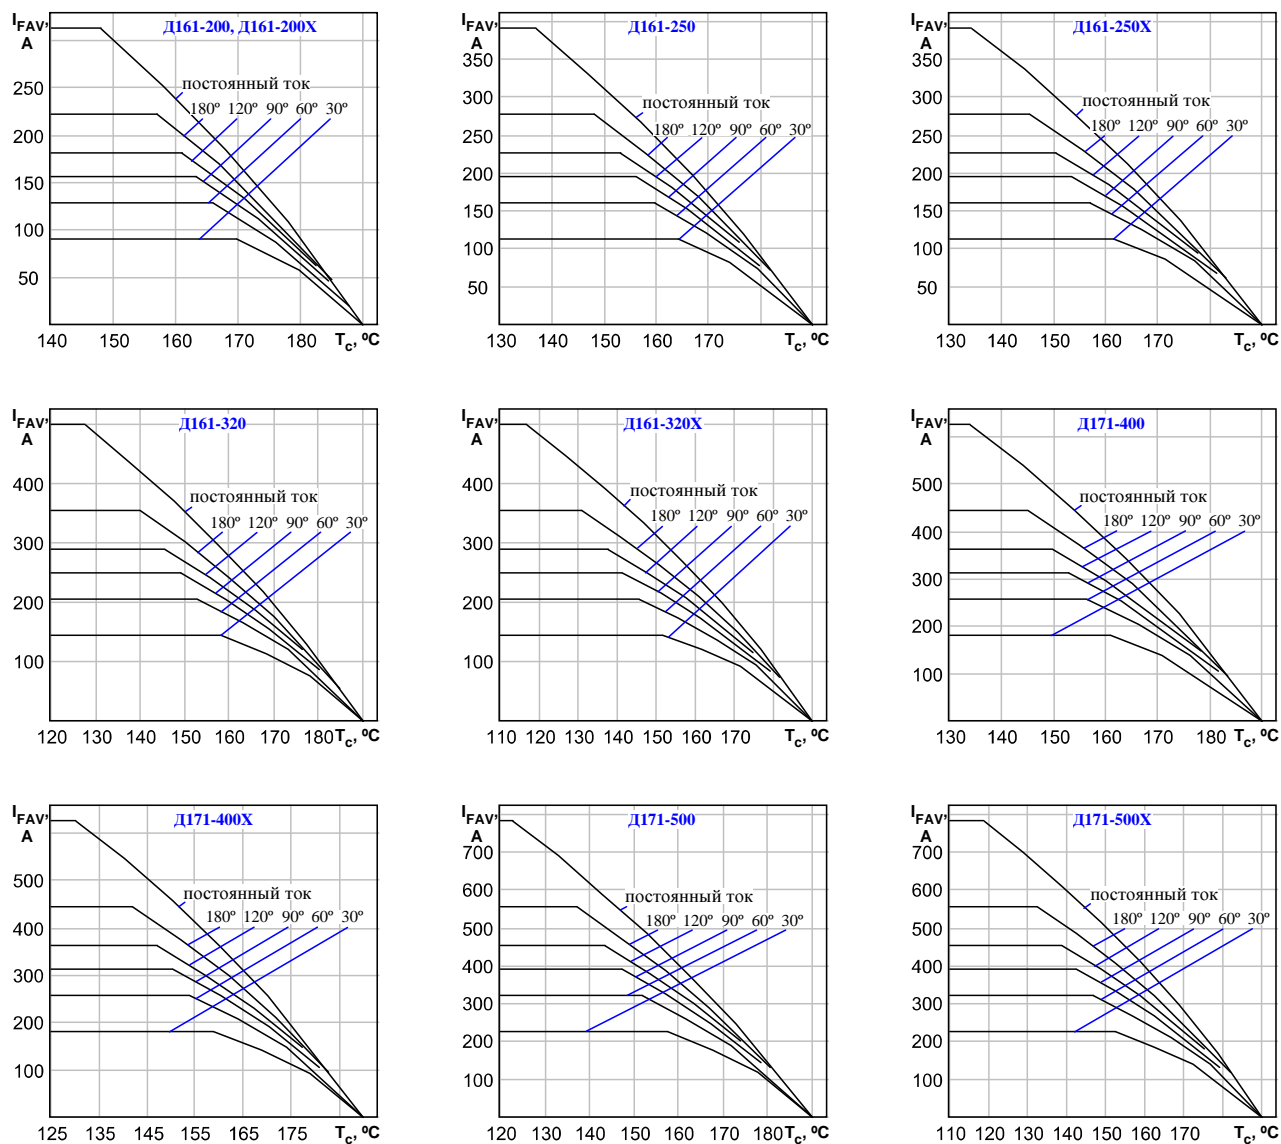 I_FAV, A
Д161-200, Д161-200Х
250
200
150
100
50
постоянный ток
180º 120º 90º 60º 30º
140 150 160 170 180 T_c, ºC
I_FAV, A
Д161-250
350
300
250
200
150
100
50
постоянный ток
180º 120º 90º 60º 30º
130 140 150 160 170 T_c, ºC
I_FAV, A
Д161-250Х
350
300
250
200
150
100
50
постоянный ток
180º 120º 90º 60º 30º
130 140 150 160 170 T_c, ºC
I_FAV, A
Д161-320
400
300
200
100
постоянный ток
180º 120º 90º 60º 30º
120 130 140 150 160 170 180 T_c, ºC
I_FAV, A
Д161-320Х
400
300
200
100
постоянный ток
180º 120º 90º 60º 30º
110 120 130 140 150 160 170 T_c, ºC
I_FAV, A
Д171-400
500
400
300
200
100
постоянный ток
180º 120º 90º 60º 30º
130 140 150 160 170 180 T_c, ºC
I_FAV, A
Д171-400Х
500
400
300
200
100
постоянный ток
180º 120º 90º 60º 30º
125 135 145 155 165 175 T_c, ºC
I_FAV, A
Д171-500
700
600
500
400
300
200
100
постоянный ток
180º 120º 90º 60º 30º
120 130 140 150 160 170 180 T_c, ºC
I_FAV, A
Д171-500Х
700
600
500
400
300
200
100
постоянный ток
180º 120º 90º 60º 30º
110 120 130 140 150 160 170 T_c, ºC